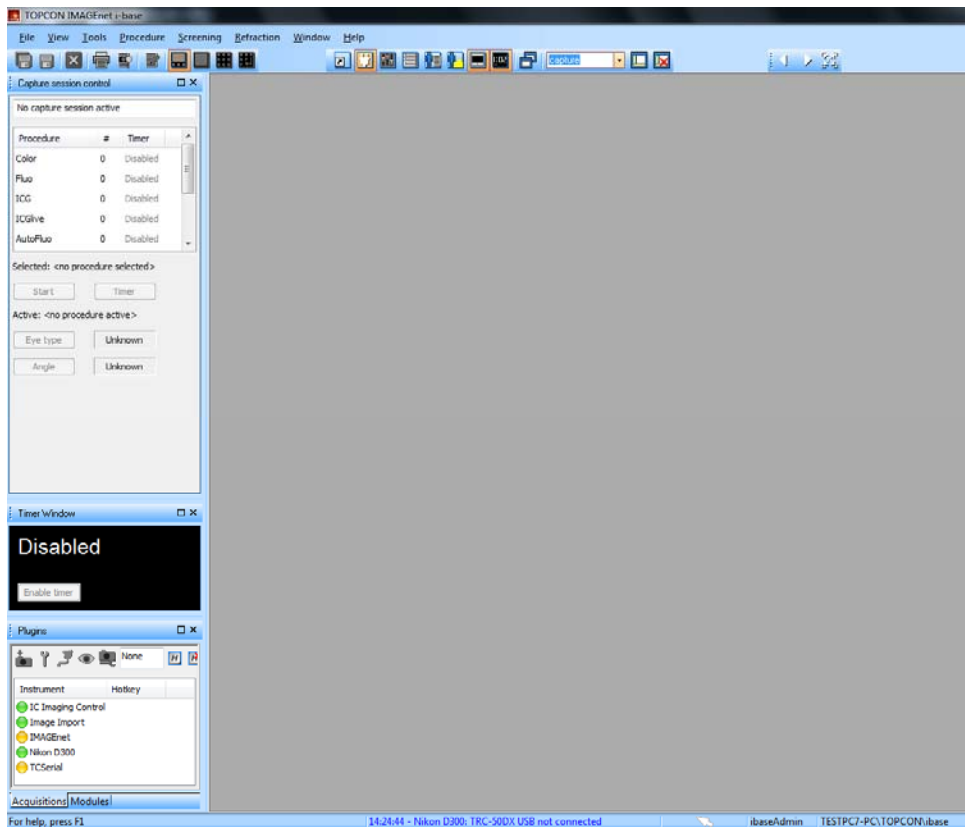 TOPCON IMAGEnet i-base
File View Tools Procedure Screening Refraction Window Help
capture
Capture session control
No capture session active
Procedure # Timer
Color 0 Disabled
Fluo 0 Disabled
ICG 0 Disabled
ICGlive 0 Disabled
AutoFluo 0 Disabled
Selected: <no procedure selected>
Start Timer
Active: <no procedure active>
Eye type Unknown
Angle Unknown
Timer Window
Disabled
Enable timer
Plugins
None H H
Instrument Hotkey
IC Imaging Control
Image Import
IMAGEnet
Nikon D300
TCSerial
Acquisitions Modules
For help, press F1 14:24:44 - Nikon D300: TRC-50DX USB not connected ibaseAdmin TESTPC7-PC\TOPCON\ibase